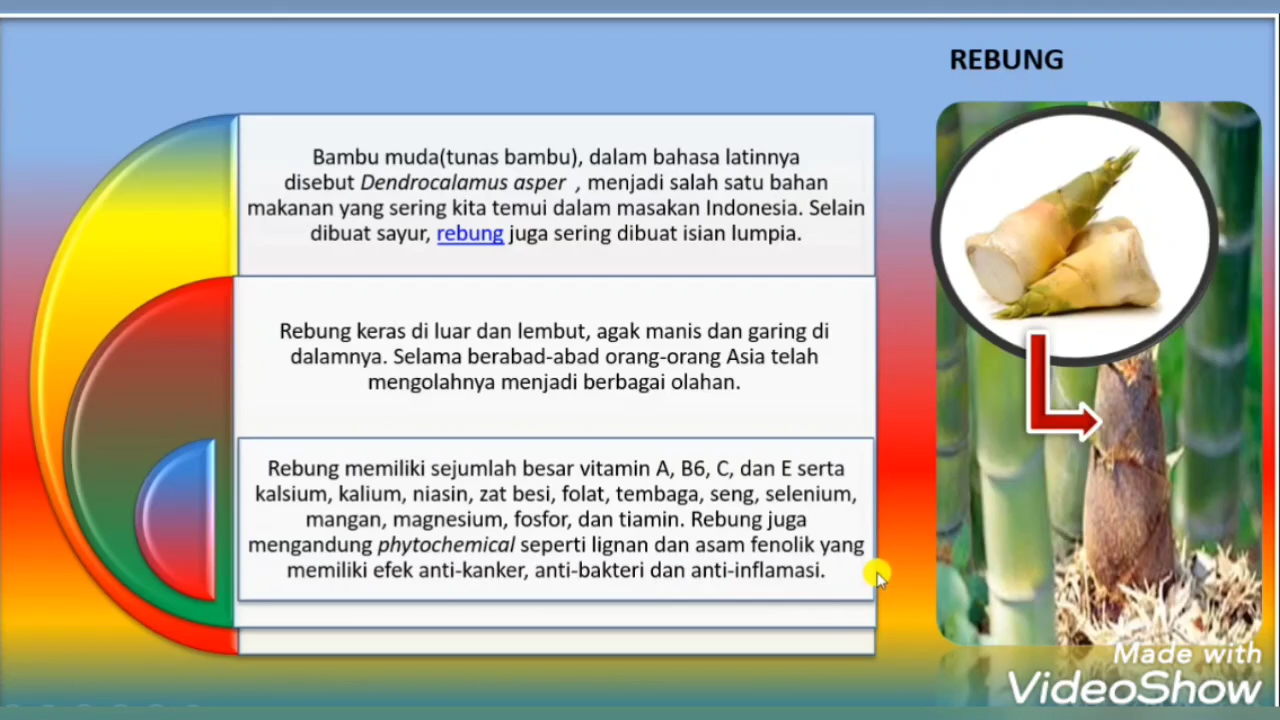 REBUNG
Bambu muda(tunas bambu), dalam bahasa latinnya
disebut Dendrocalamus asper , menjadi salah satu bahan
makanan yang sering kita temui dalam masakan Indonesia. Selain
dibuat sayur, rebung juga sering dibuat isian lumpia.
Rebung keras di luar dan lembut, agak manis dan garing di
dalamnya. Selama berabad-abad orang-orang Asia telah
mengolahnya menjadi berbagai olahan.
Rebung memiliki sejumlah besar vitamin A, B6, C, dan E serta
kalsium, kalium, niasin, zat besi, folat, tembaga, seng, selenium,
mangan, magnesium, fosfor, dan tiamin. Rebung juga
mengandung phytochemical seperti lignan dan asam fenolik yang
memiliki efek anti-kanker, anti-bakteri dan anti-inflamasi.
Made with
VideoShow